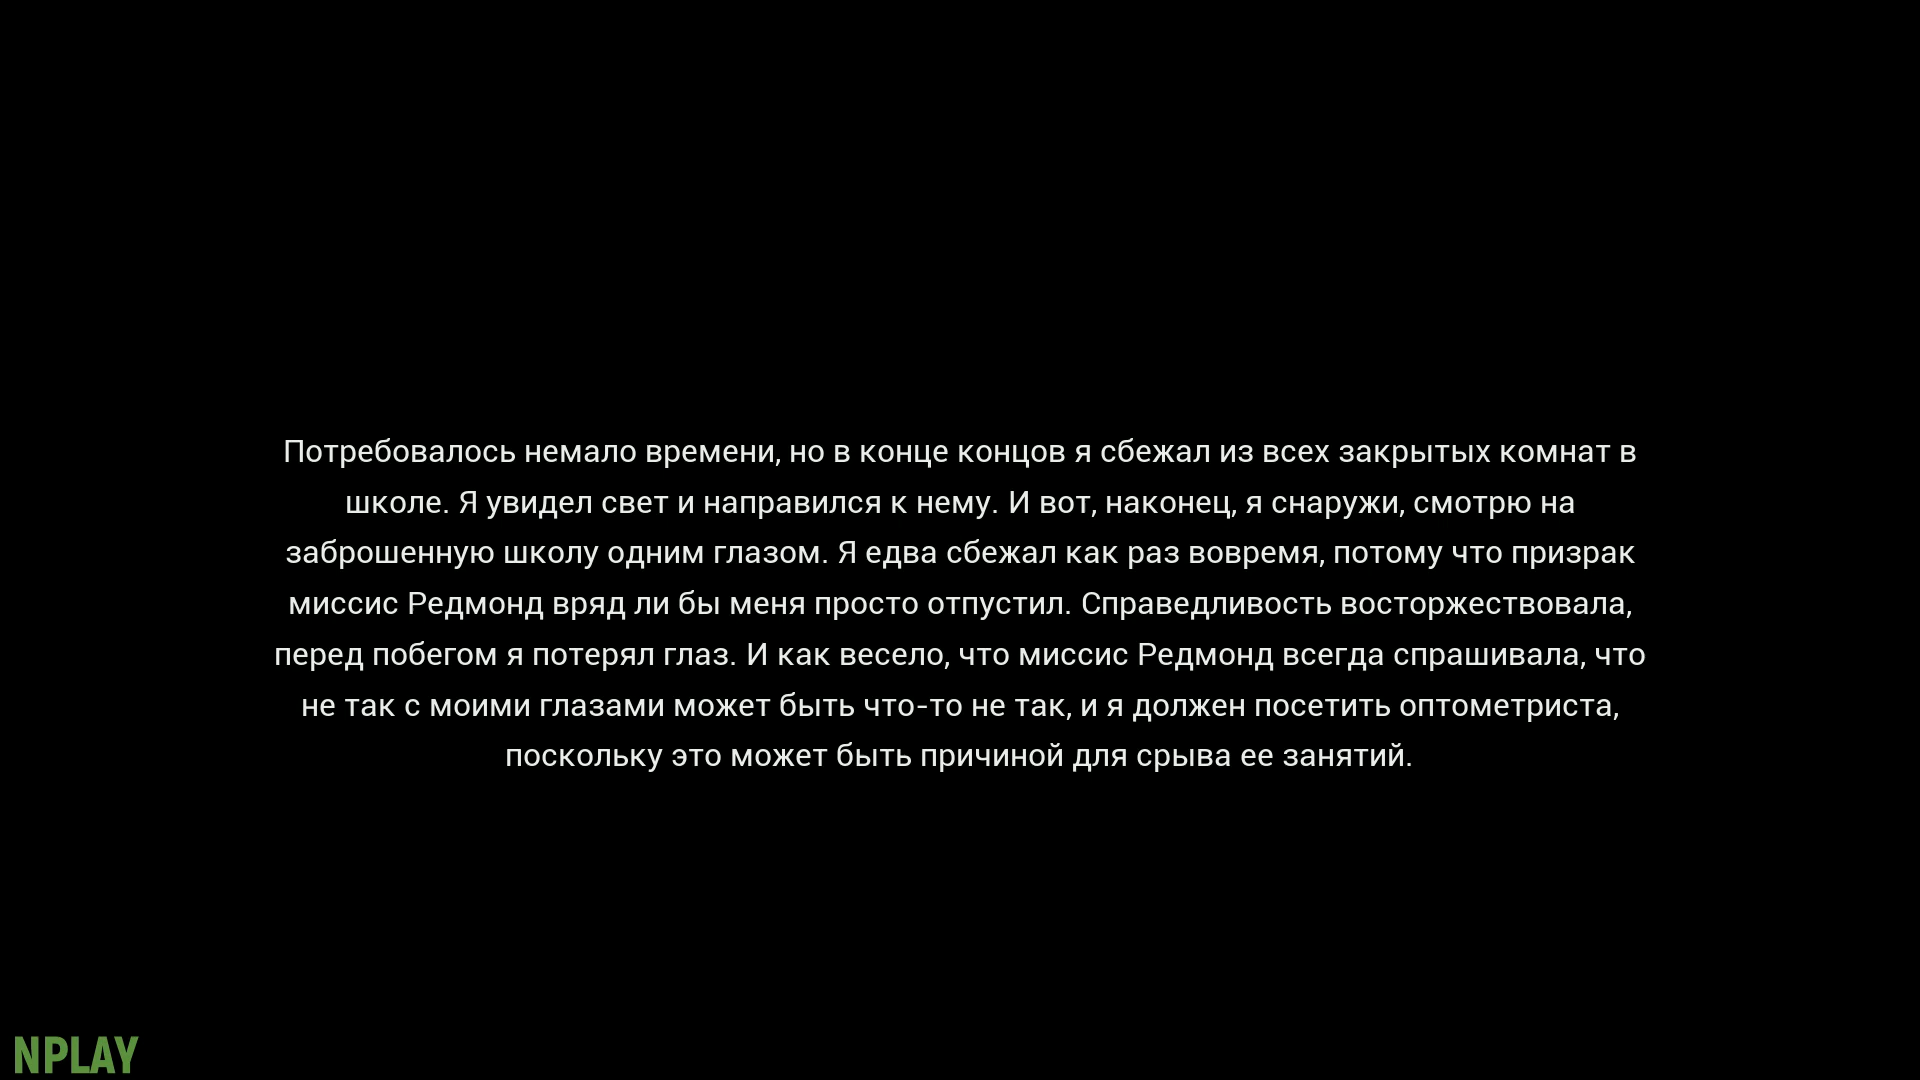 Потребовалось немало времени, но в конце концов я сбежал из всех закрытых комнат в
школе. Я увидел свет и направился к нему. И вот, наконец, я снаружи, смотрю на
заброшенную школу одним глазом. Я едва сбежал как раз вовремя, потому что призрак
миссис Редмонд вряд ли бы меня просто отпустил. Справедливость восторжествовала,
перед побегом я потерял глаз. И как весело, что миссис Редмонд всегда спрашивала, что
не так с моими глазами может быть что-то не так, и я должен посетить оптометриста,
поскольку это может быть причиной для срыва ее занятий.
NPLAY